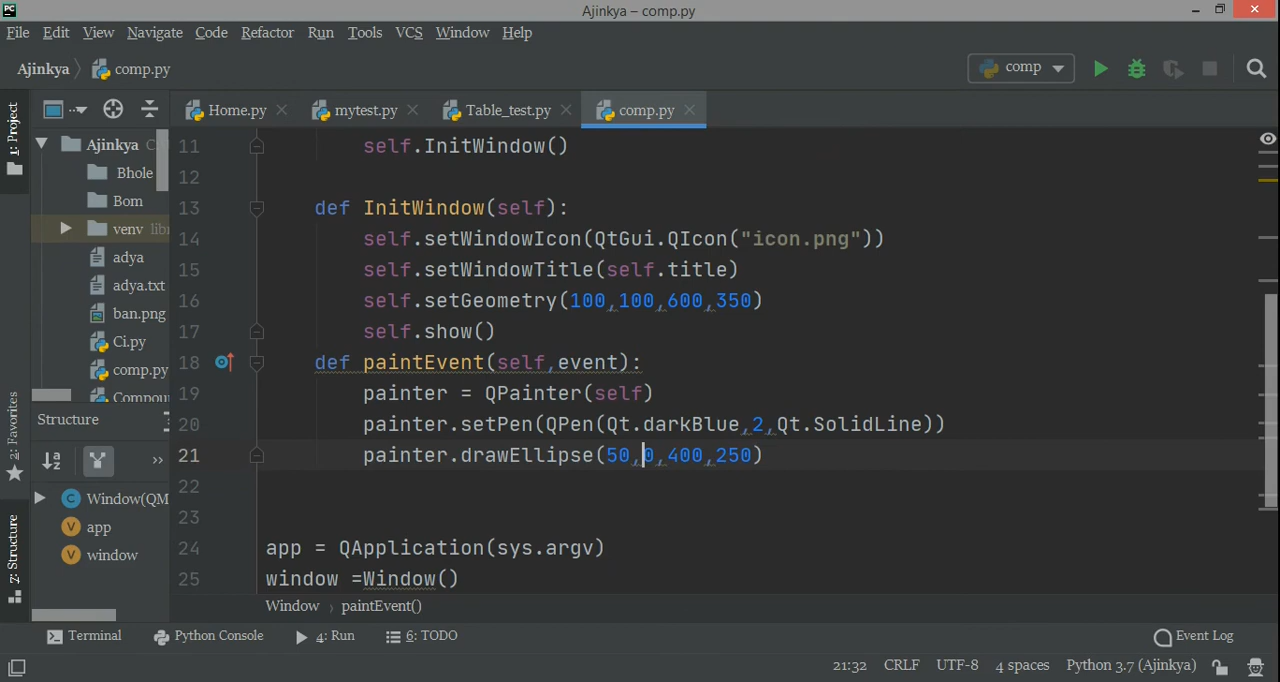 PC
Ajinkya – comp.py
File Edit View Navigate Code Refactor Run Tools VCS Window Help
Ajinkya comp.py
comp
Home.py mytest.py Table_test.py comp.py
1: Project
Ajinkya
Bhole
Bom
venv
adya
adya.txt
ban.png
Ci.py
comp.py
2: Favorites
Structure
Window(QM
app
window
Z: Structure
11 self.InitWindow()
12
13 def InitWindow(self):
14 self.setWindowIcon(QtGui.QIcon("icon.png"))
15 self.setWindowTitle(self.title)
16 self.setGeometry(100,100,600,350)
17 self.show()
18 def paintEvent(self,event):
19 painter = QPainter(self)
20 painter.setPen(QPen(Qt.darkBlue,2,Qt.SolidLine))
21 painter.drawEllipse(50,0,400,250)
22
23
24 app = QApplication(sys.argv)
25 window =Window()
Window › paintEvent()
Terminal Python Console 4: Run 6: TODO Event Log
21:32 CRLF UTF-8 4 spaces Python 3.7 (Ajinkya)